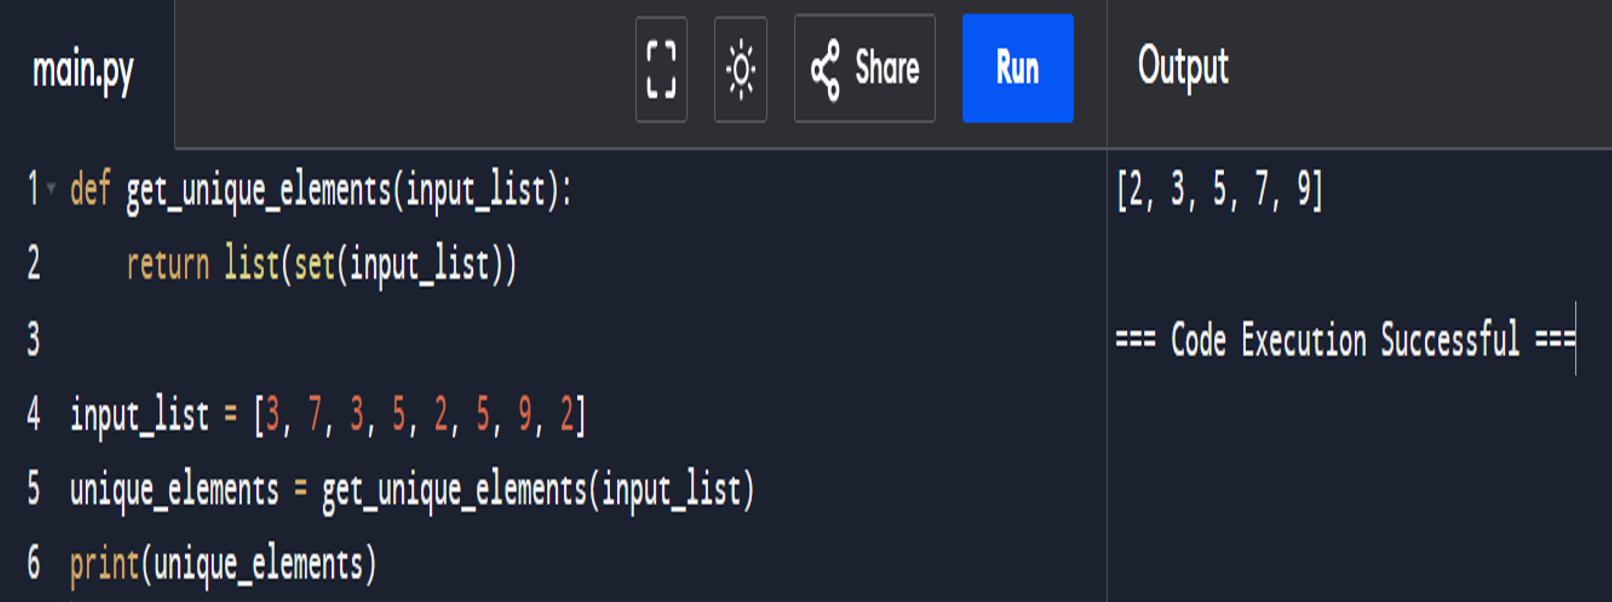 main.py
Share
Run
Output
1 def get_unique_elements(input_list):
2     return list(set(input_list))
3
4 input_list = [3, 7, 3, 5, 2, 5, 9, 2]
5 unique_elements = get_unique_elements(input_list)
6 print(unique_elements)
[2, 3, 5, 7, 9]
=== Code Execution Successful ===